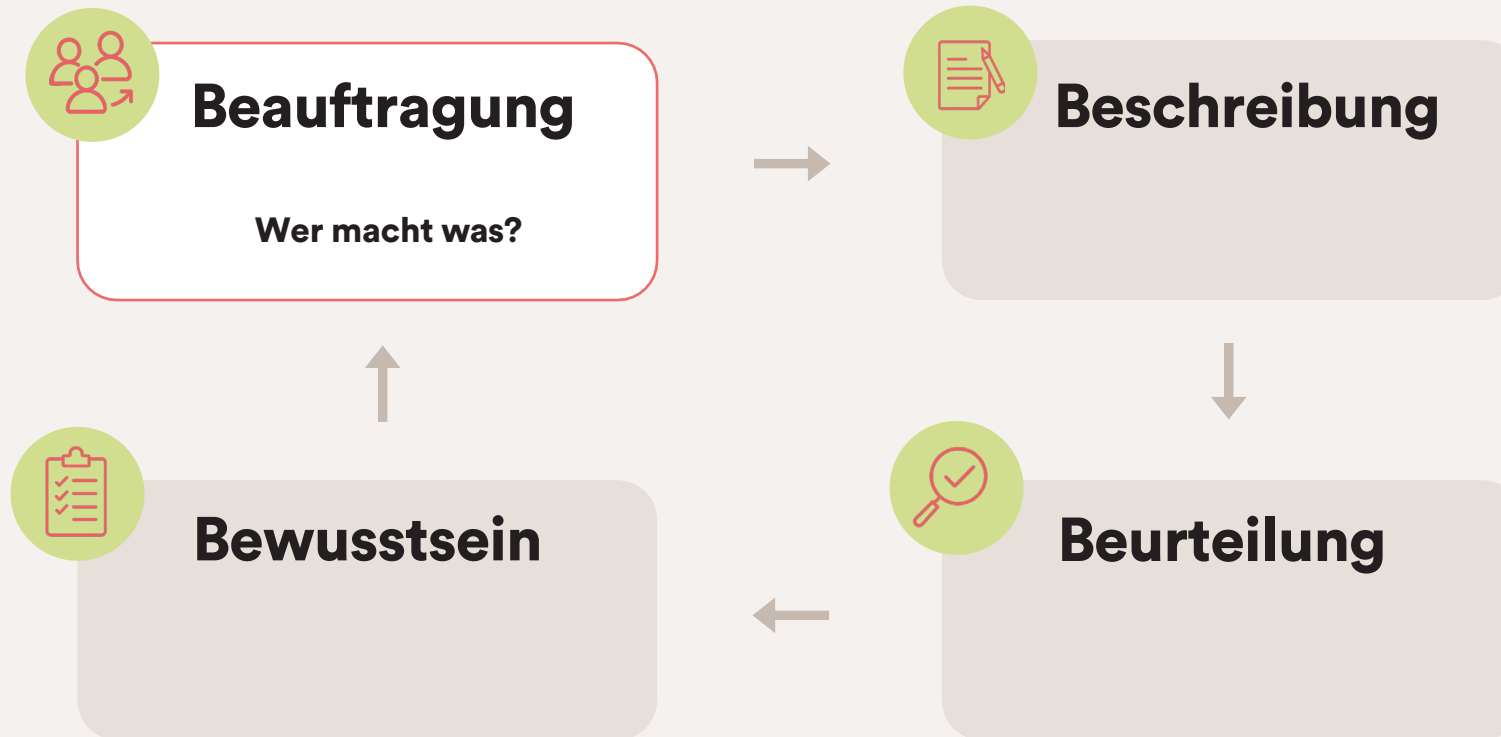 Beauftragung
Wer macht was?
Beschreibung
Beurteilung
Bewusstsein